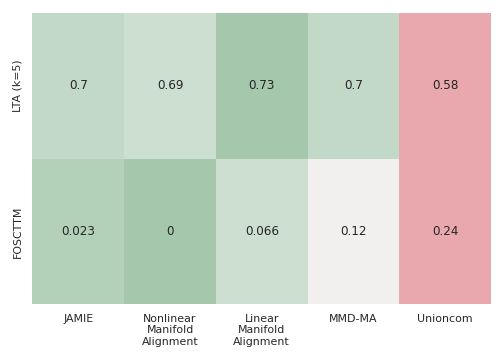 LTA (k=5)
0.7 0.69 0.73 0.7 0.58
FOSCTTM
0.023 0 0.066 0.12 0.24
JAMIE
Nonlinear
Manifold
Alignment
Linear
Manifold
Alignment
MMD-MA
Unioncom